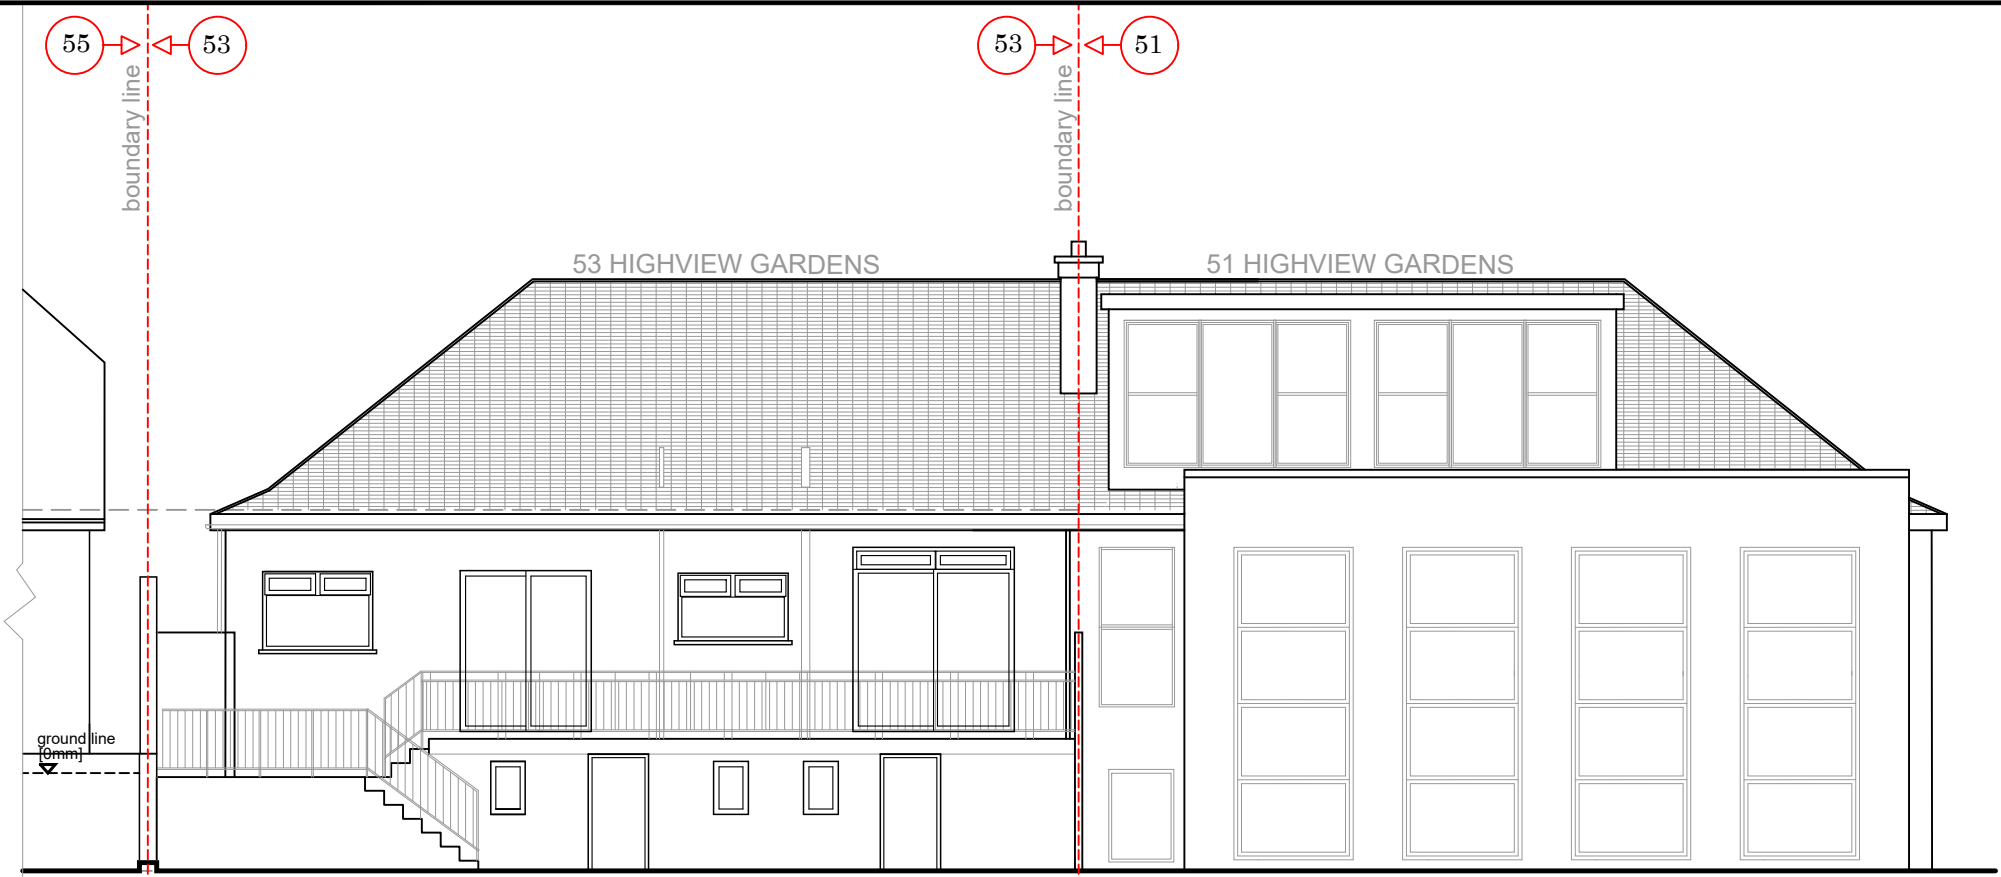 55 53
53 51
boundary line
boundary line
53 HIGHVIEW GARDENS
51 HIGHVIEW GARDENS
ground line
[0mm]